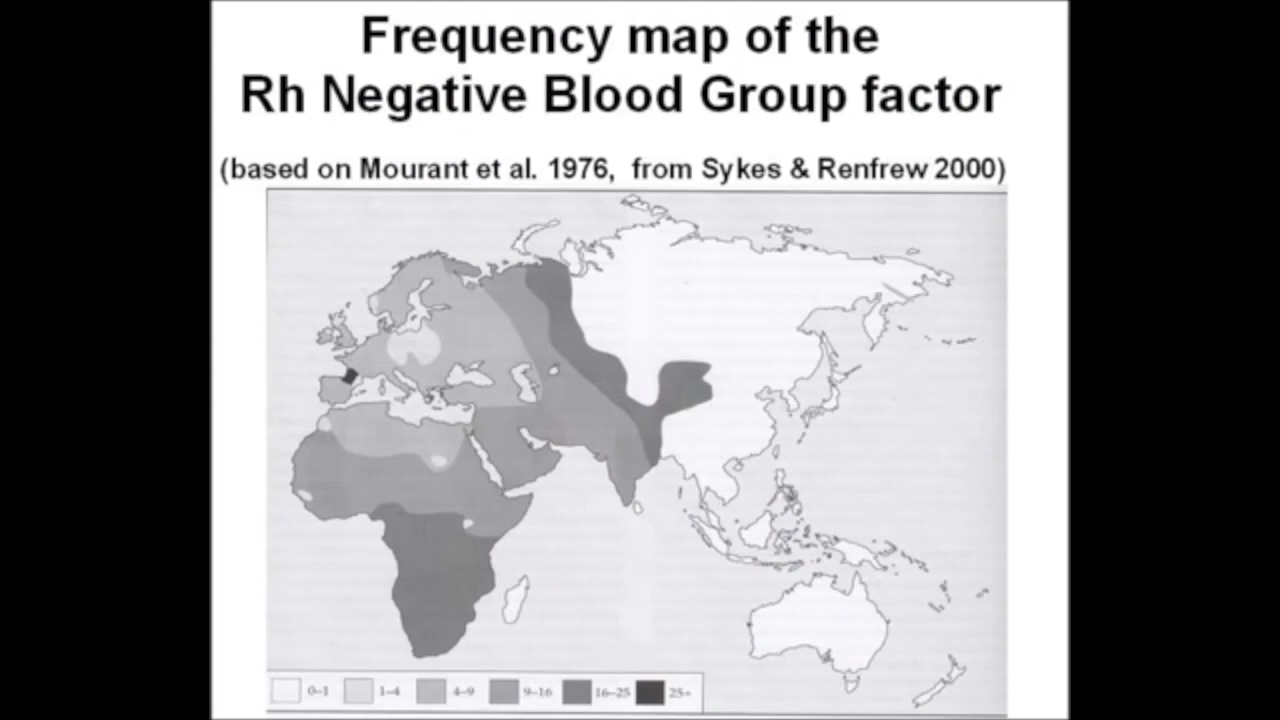 Frequency map of the
Rh Negative Blood Group factor
(based on Mourant et al. 1976, from Sykes & Renfrew 2000)
0–1 1–4 4–9 9–16 16–25 25+